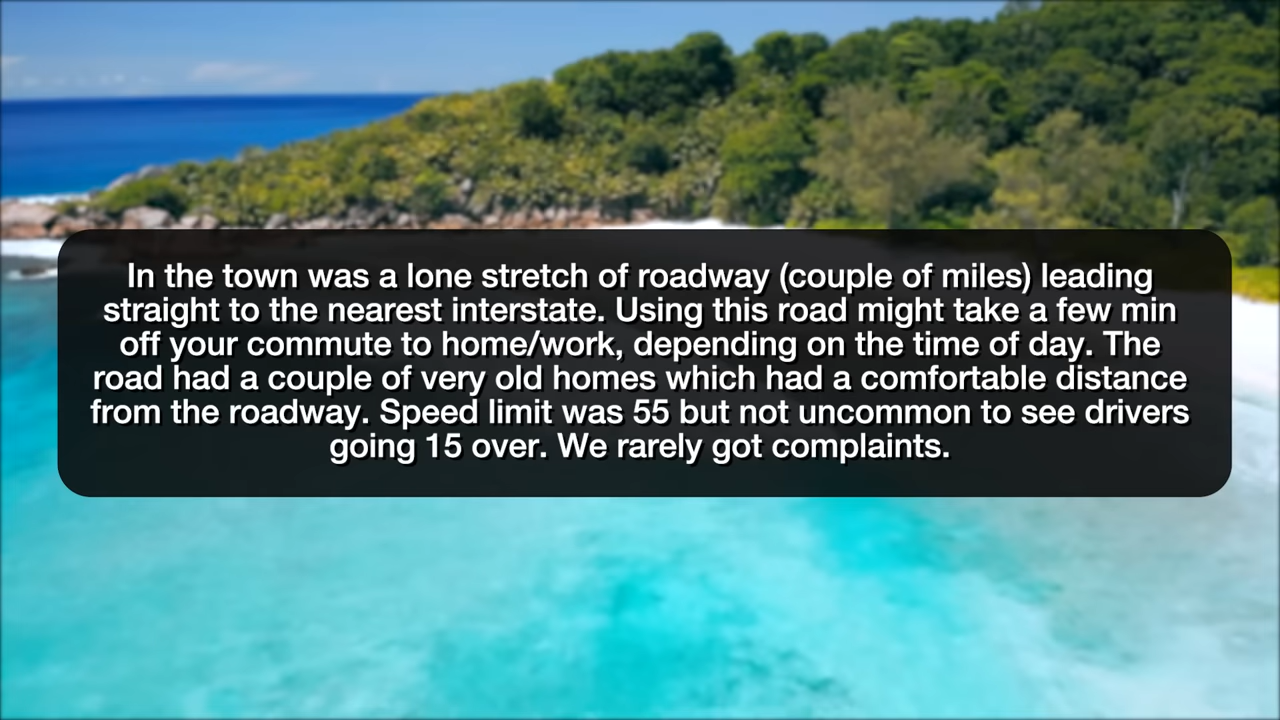 In the town was a lone stretch of roadway (couple of miles) leading
straight to the nearest interstate. Using this road might take a few min
off your commute to home/work, depending on the time of day. The
road had a couple of very old homes which had a comfortable distance
from the roadway. Speed limit was 55 but not uncommon to see drivers
going 15 over. We rarely got complaints.